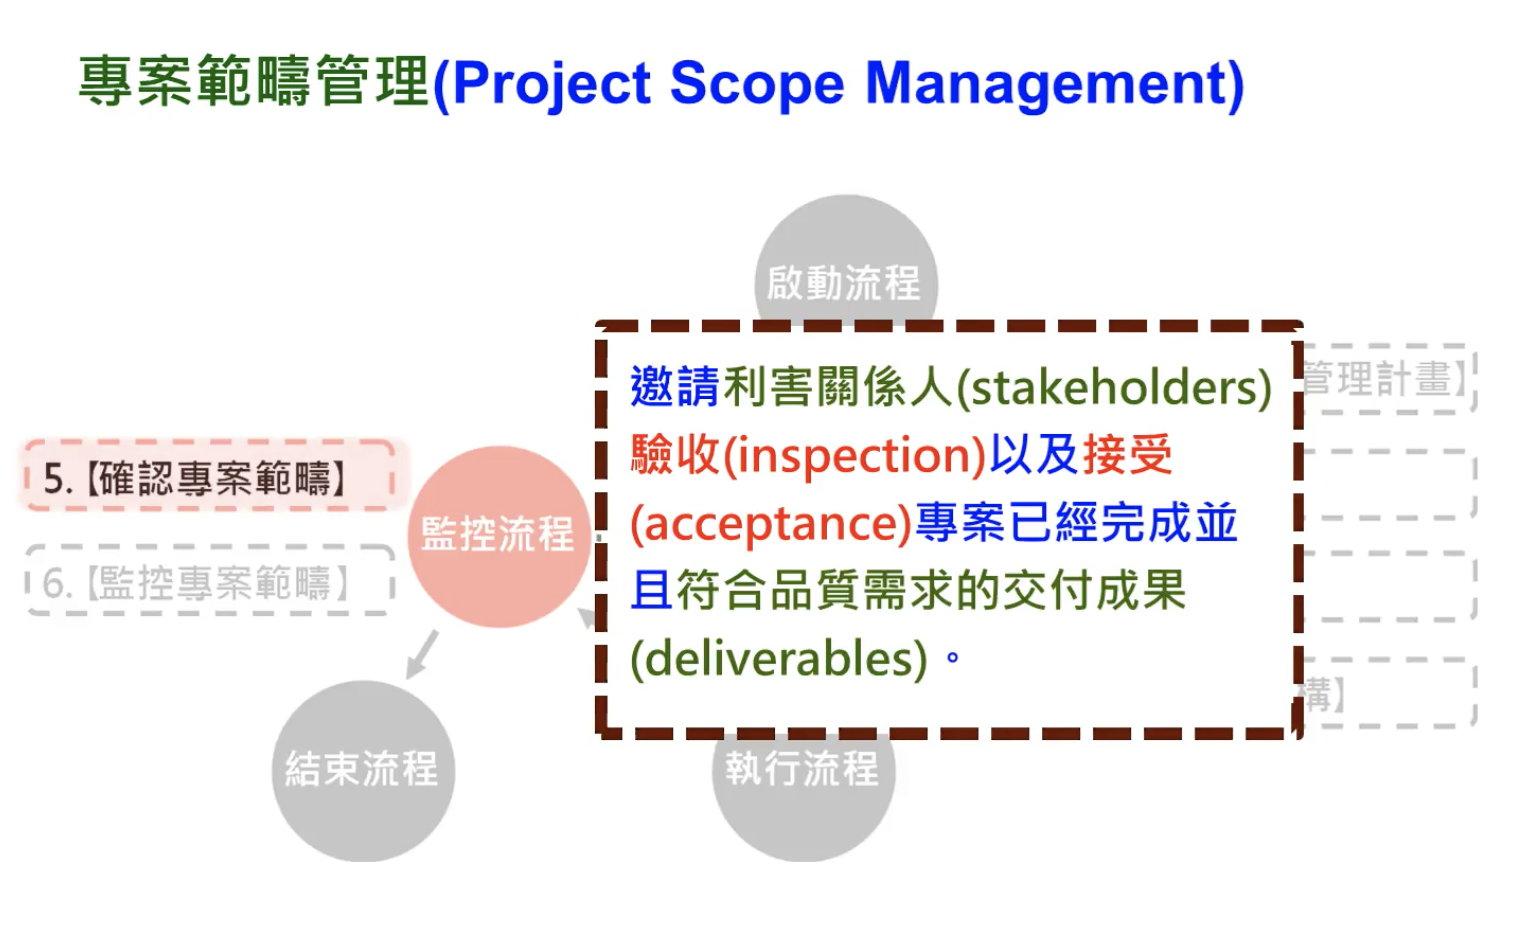 專案範疇管理(Project Scope Management)
啟動流程
邀請利害關係人(stakeholders)
驗收(inspection)以及接受
(acceptance)專案已經完成並
且符合品質需求的交付成果
(deliverables)。
管理計畫】
5.【確認專案範疇】
監控流程
6.【監控專案範疇】
構】
結束流程
執行流程